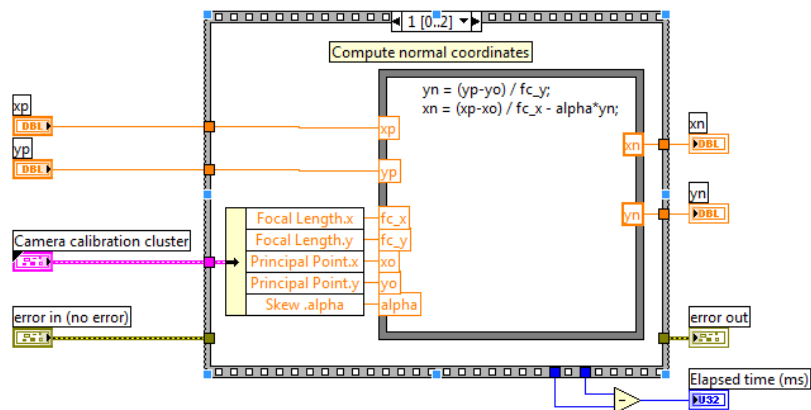 1 [0..2]
Compute normal coordinates
yn = (yp-yo) / fc_y;
xn = (xp-xo) / fc_x - alpha*yn;
xp
DBL
xp
yp
DBL
yp
xn
xn
DBL
yn
yn
DBL
Focal Length.x
fc_x
Focal Length.y
fc_y
Camera calibration cluster
Principal Point.x
xo
Principal Point.y
yo
Skew .alpha
alpha
error in (no error)
error out
Elapsed time (ms)
U32